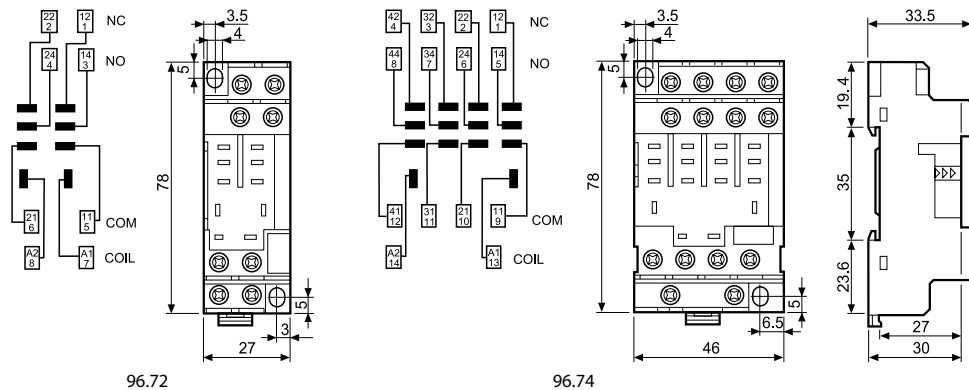 22 2 12 1 NC
24 4 14 3 NO
21 6 11 5 COM
A2 8 A1 7 COIL
3.5
4
5
78
5
3
27
96.72
42 4 32 3 22 2 12 1 NC
44 8 34 7 24 6 14 5 NO
41 12 31 11 21 10 11 9 COM
A2 14 A1 13 COIL
3.5
4
5
78
5
6.5
46
96.74
33.5
19.4
35
23.6
27
30